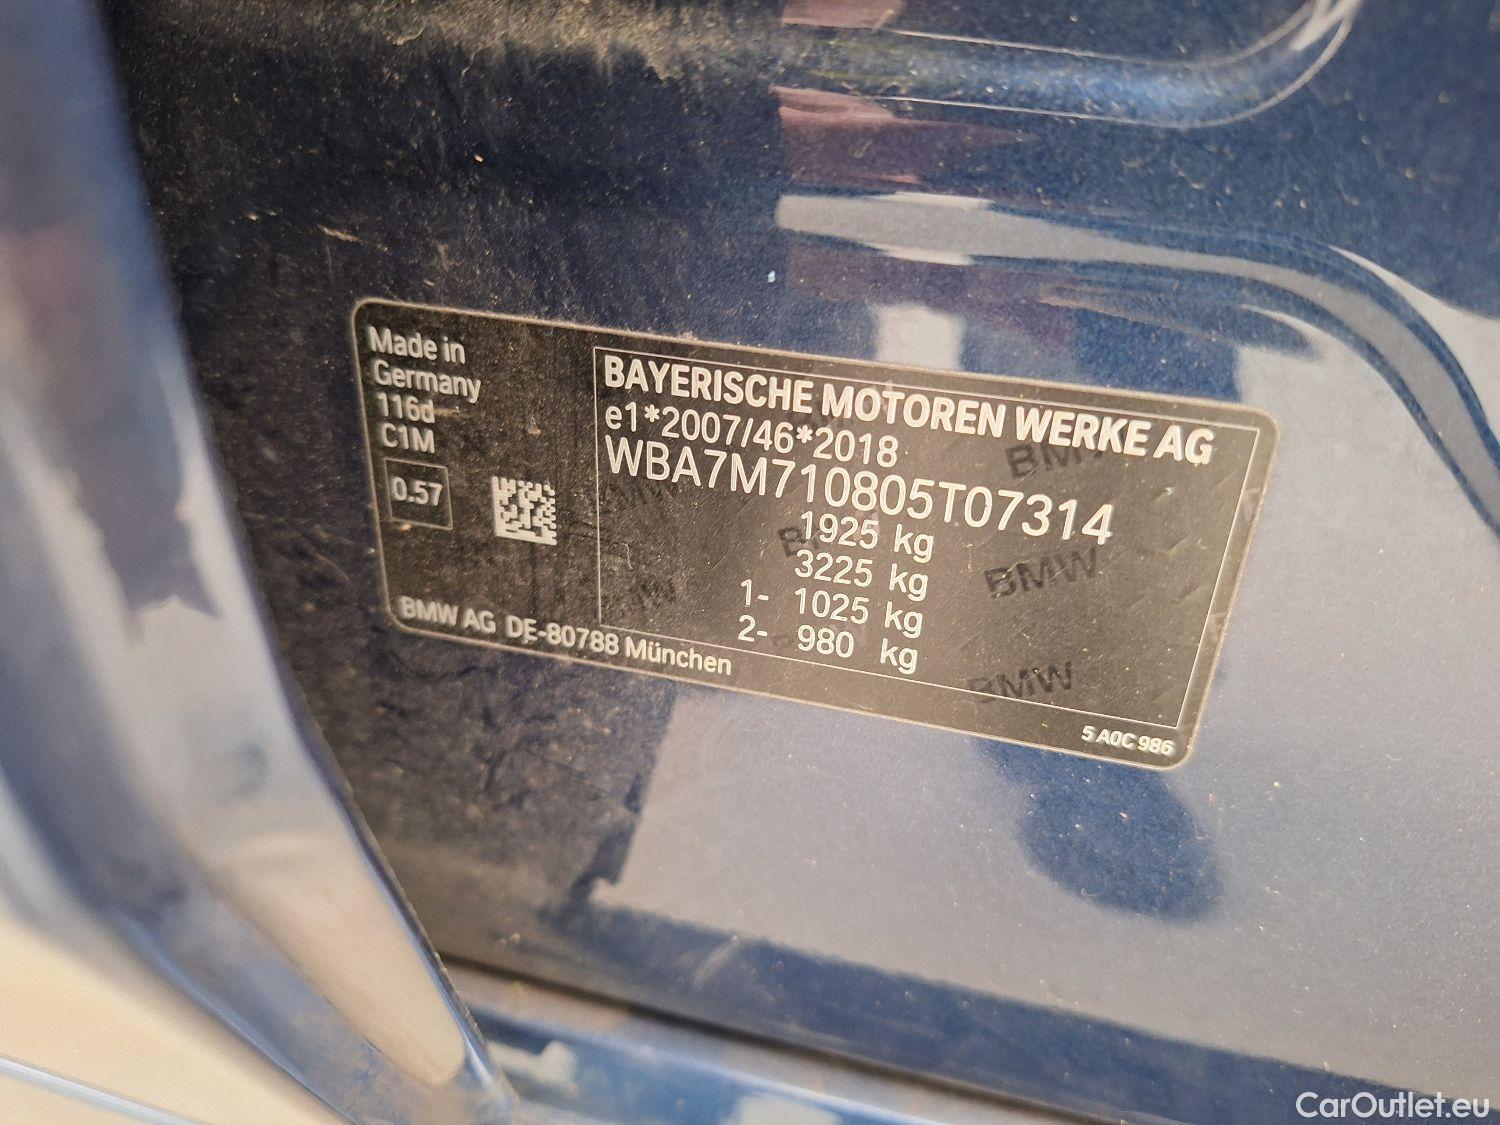 Made in
Germany
116d
C1M
0.57
BAYERISCHE MOTOREN WERKE AG
e1*2007/46*2018
WBA7M710805T07314
1925 kg
3225 kg
1- 1025 kg
2- 980 kg
BMW
BMW
BMW
BMW AG DE-80788 München
5 A0C 986
CarOutlet.eu